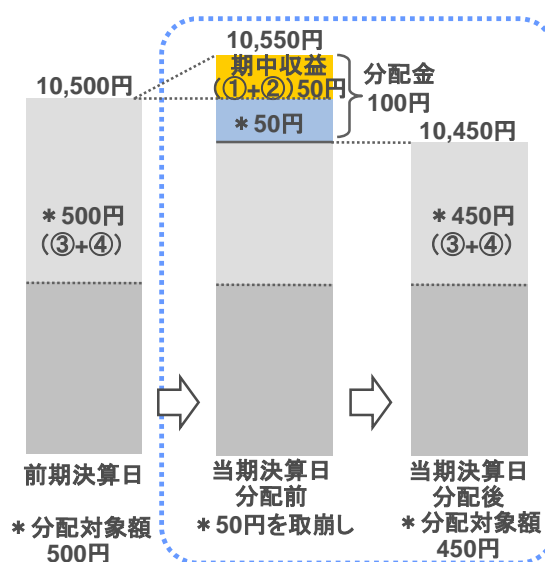 10,550円
10,500円
期中収益
(①+②)50円
分配金
100円
＊50円
10,450円
＊500円
(③+④)
＊450円
(③+④)
前期決算日
当期決算日
分配前
当期決算日
分配後
＊分配対象額
500円
＊50円を取崩し
＊分配対象額
450円